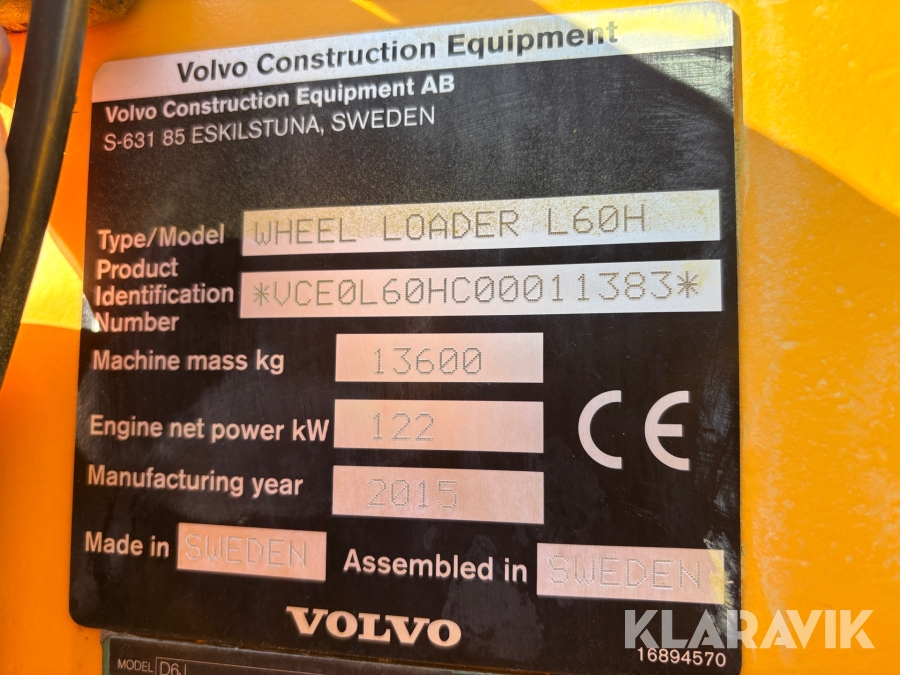 Volvo Construction Equipment
Volvo Construction Equipment AB
S-631 85 ESKILSTUNA, SWEDEN
Type/Model WHEEL LOADER L60H
Product
Identification *VCE0L60HC00011383*
Number
Machine mass kg 13600
Engine net power kW 122
Manufacturing year 2015
Made in SWEDEN Assembled in SWEDEN
VOLVO
KLARAVIK
16894570
MODEL